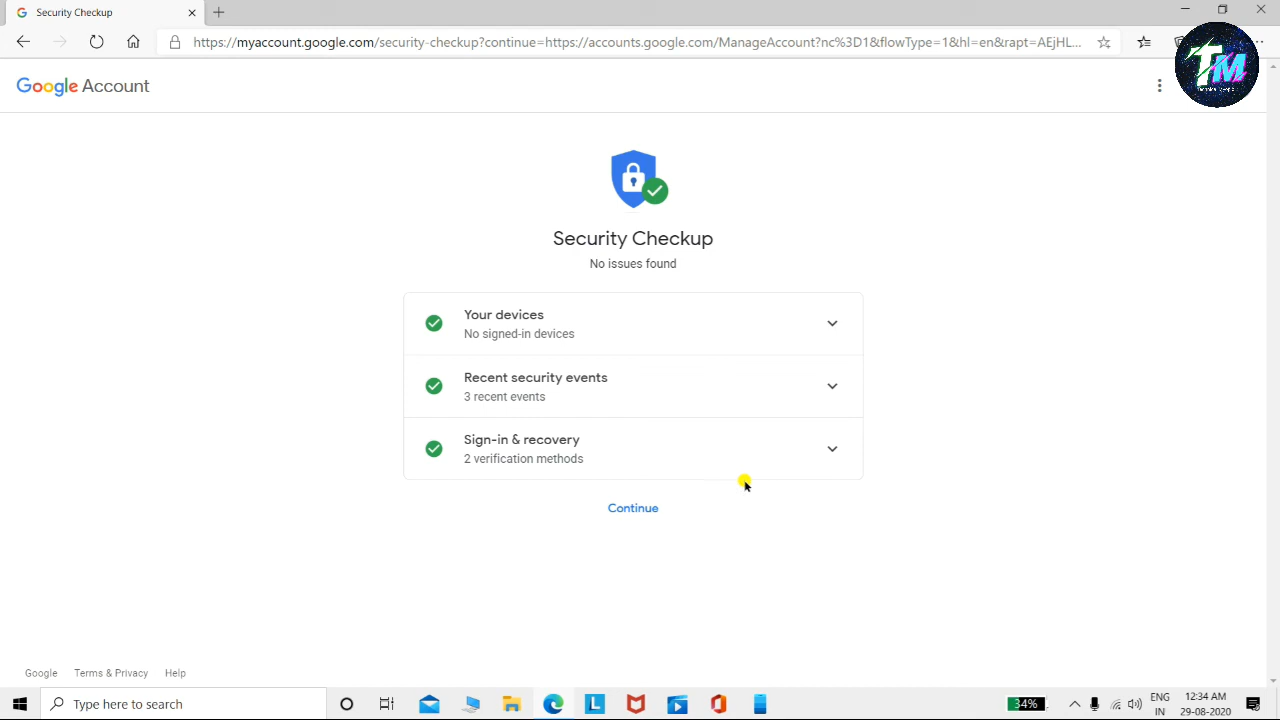 Security Checkup
https://myaccount.google.com/security-checkup?continue=https://accounts.google.com/ManageAccount?nc%3D1&flowType=1&hl=en&rapt=AEjHL...
Google Account
TM
Security Checkup
No issues found
Your devices
No signed-in devices
Recent security events
3 recent events
Sign-in & recovery
2 verification methods
Continue
Google Terms & Privacy Help
Type here to search
L
34%
ENG
IN
12:34 AM
29-08-2020